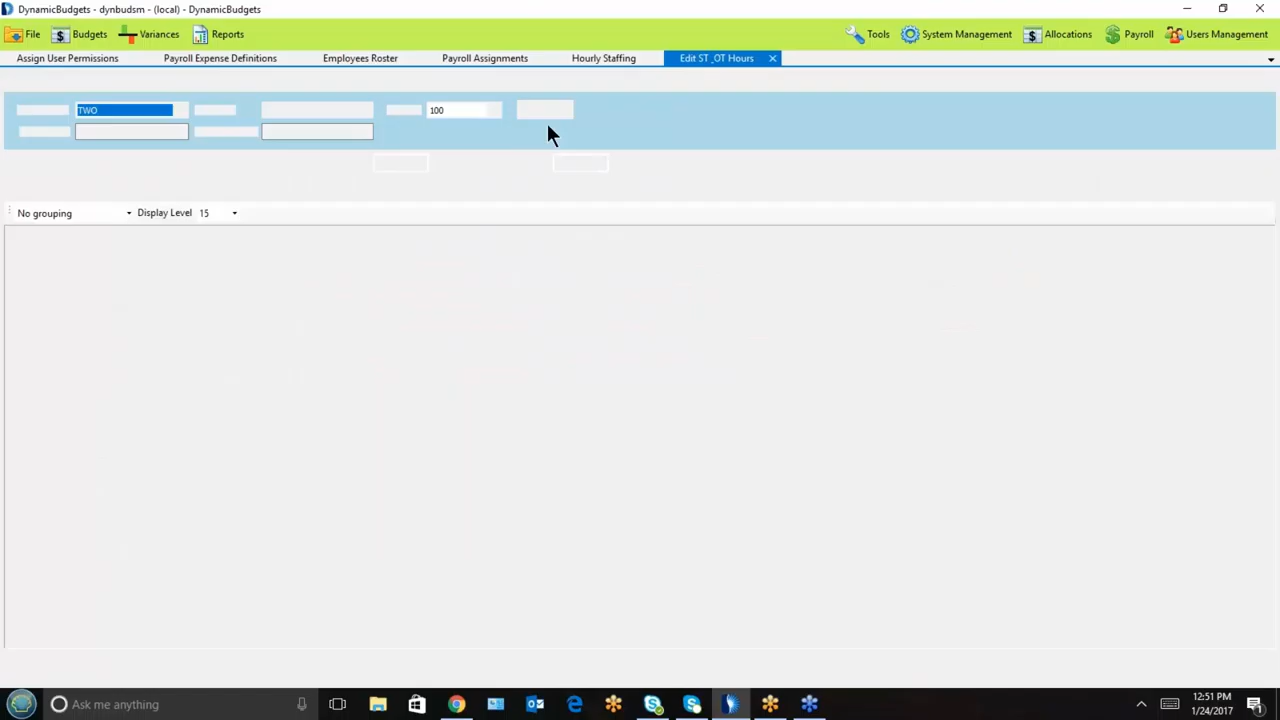 DynamicBudgets - dynbudsm - (local) - DynamicBudgets
File Budgets Variances Reports Tools System Management Allocations Payroll Users Management
Assign User Permissions Payroll Expense Definitions Employees Roster Payroll Assignments Hourly Staffing Edit ST_OT Hours
TWO 100
No grouping Display Level 15
Ask me anything
12:51 PM
1/24/2017